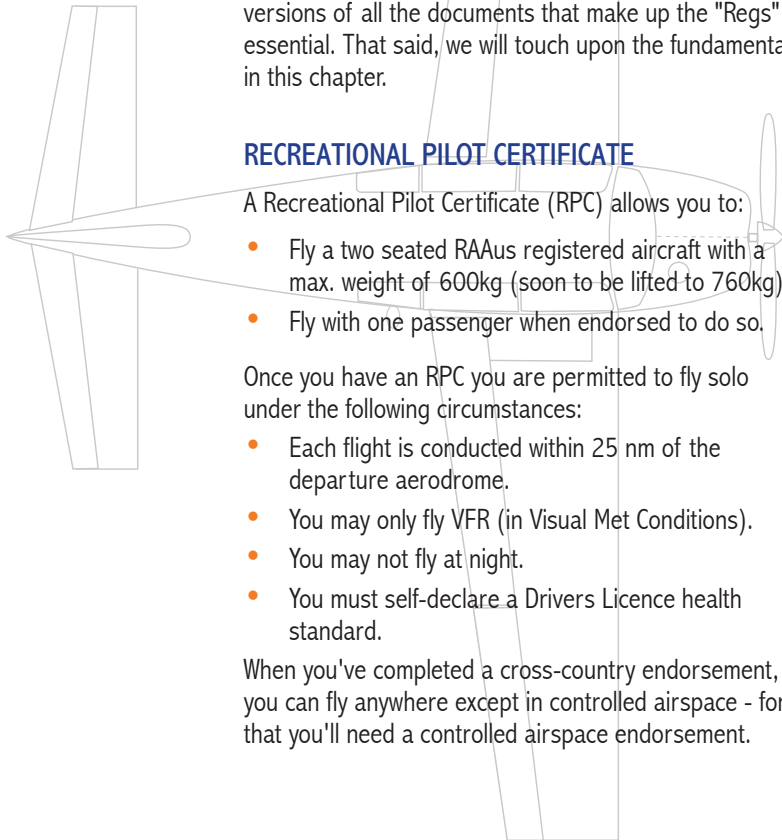 versions of all the documents that make up the "Regs"
essential. That said, we will touch upon the
in this chapter.
RECREATIONAL PILOT CERTIFICATE
A Recreational Pilot Certificate (RPC) allows you to:
• Fly a two seated RAAus registered aircraft with a
max. weight of 600kg (soon to be lifted to 760kg)
• Fly with one passenger when endorsed to do so.
Once you have an RPC you are permitted to fly solo
under the following circumstances:
• Each flight is conducted within 25 nm of the
departure aerodrome.
• You may only fly VFR (in Visual Met Conditions).
• You may not fly at night.
• You must self-declare a Drivers Licence health
standard.
When you've completed a cross-country endorsement,
you can fly anywhere except in controlled airspace - for
that you'll need a controlled airspace endorsement.